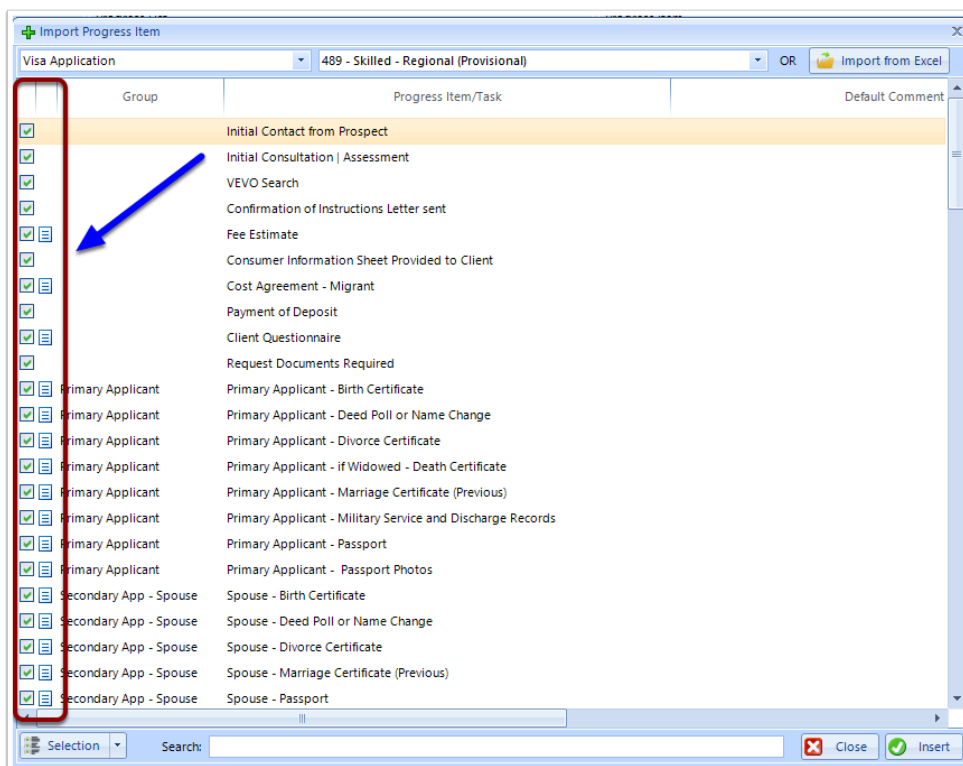 Import Progress Item
Visa Application 489 - Skilled - Regional (Provisional) OR Import from Excel
Group Progress Item/Task Default Comment
Initial Contact from Prospect
Initial Consultation | Assessment
VEVO Search
Confirmation of Instructions Letter sent
Fee Estimate
Consumer Information Sheet Provided to Client
Cost Agreement - Migrant
Payment of Deposit
Client Questionnaire
Request Documents Required
Primary Applicant Primary Applicant - Birth Certificate
Primary Applicant Primary Applicant - Deed Poll or Name Change
Primary Applicant Primary Applicant - Divorce Certificate
Primary Applicant Primary Applicant - if Widowed - Death Certificate
Primary Applicant Primary Applicant - Marriage Certificate (Previous)
Primary Applicant Primary Applicant - Military Service and Discharge Records
Primary Applicant Primary Applicant - Passport
Primary Applicant Primary Applicant - Passport Photos
Secondary App - Spouse Spouse - Birth Certificate
Secondary App - Spouse Spouse - Deed Poll or Name Change
Secondary App - Spouse Spouse - Divorce Certificate
Secondary App - Spouse Spouse - Marriage Certificate (Previous)
Secondary App - Spouse Spouse - Passport
Selection Search: Close Insert